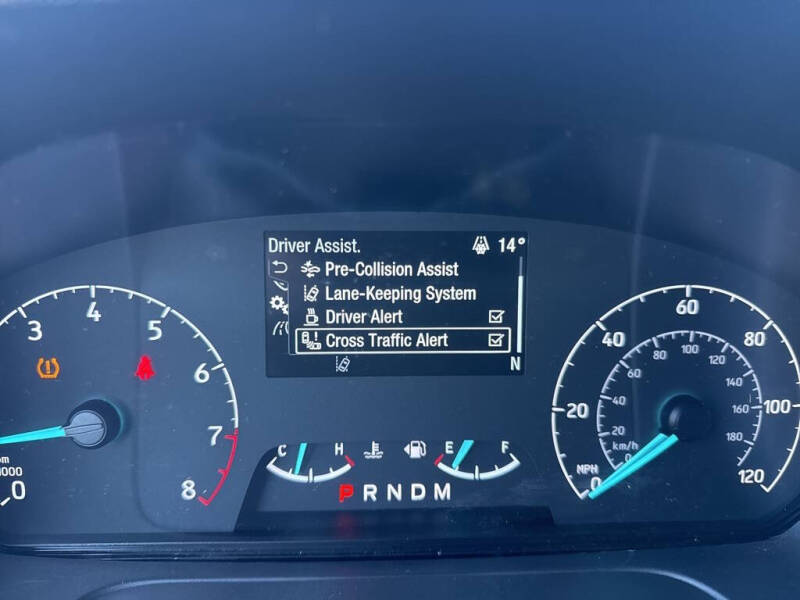 Driver Assist. 14°
Pre-Collision Assist
Lane-Keeping System
Driver Alert
Cross Traffic Alert
N
3 4 5 6 7 8
0
20 40 60 80 100 120
MPH 0
20 40 60 80 100 120 140 160 180
km/h
0
C H E F
P R N D M